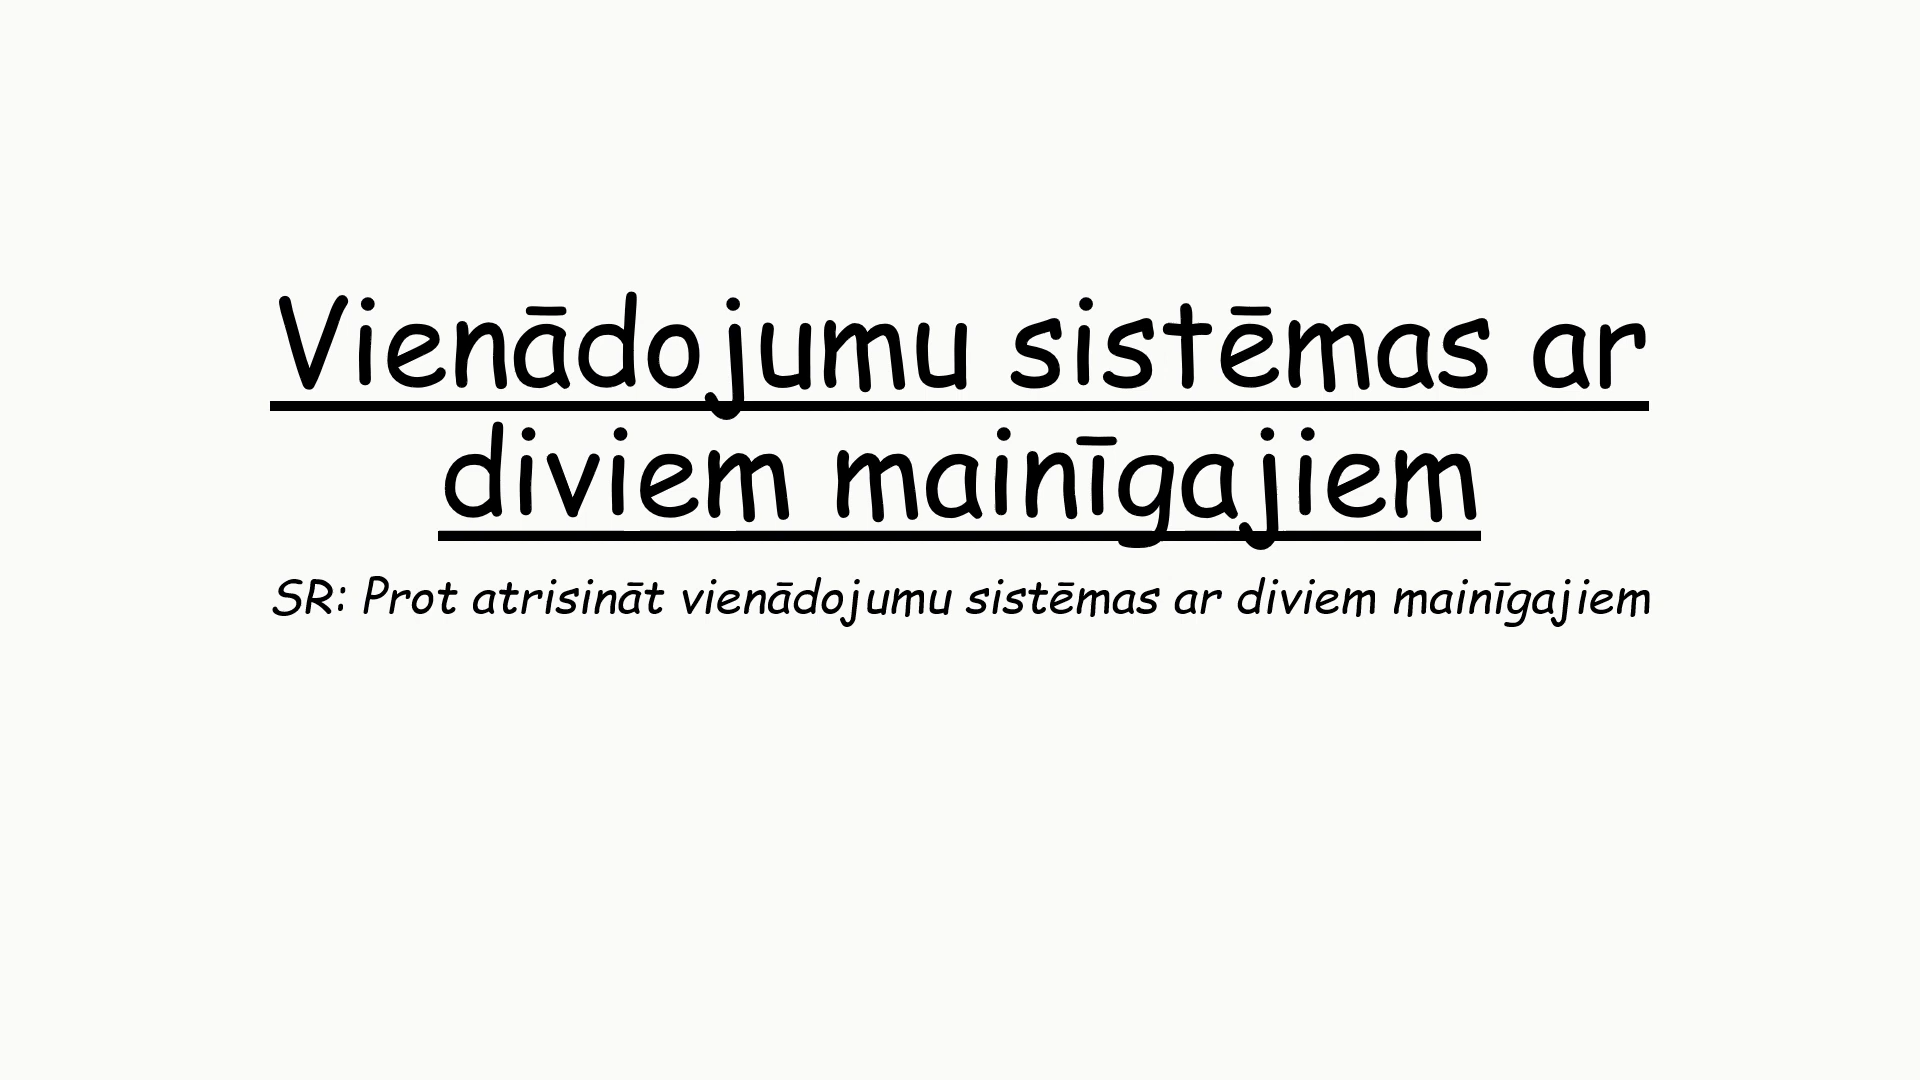 Vienādojumu sistēmas ar
diviem mainīgajiem
SR: Prot atrisināt vienādojumu sistēmas ar diviem mainīgajiem